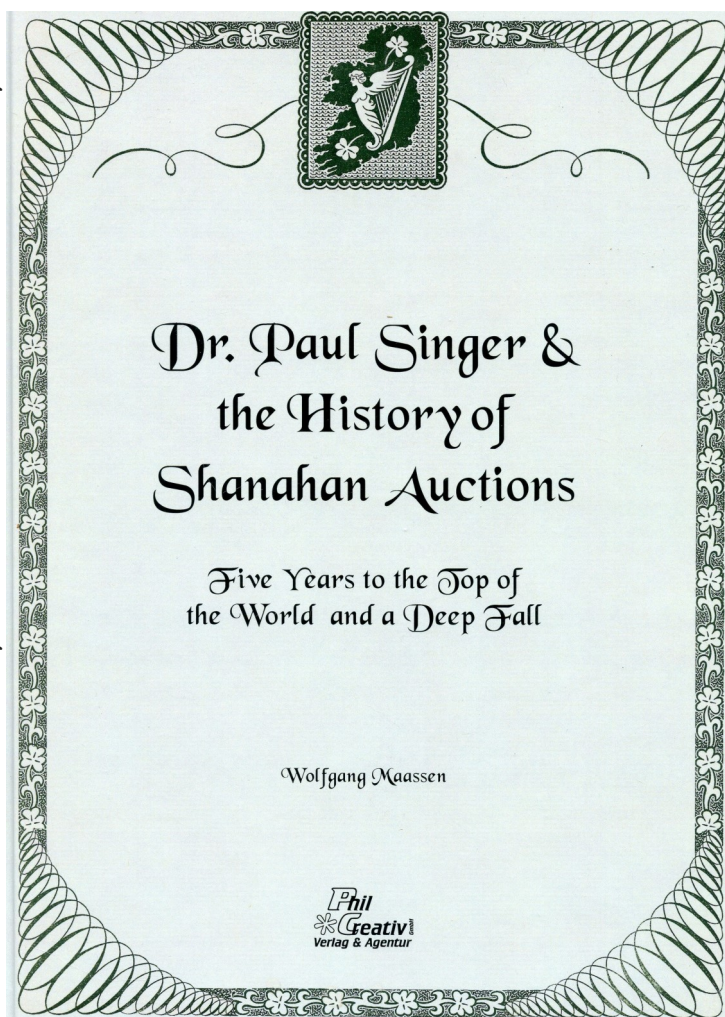 Dr. Paul Singer &
the History of
Shanahan Auctions
Five Years to the Top of
the World and a Deep Fall
Wolfgang Maassen
Phil
Creativ GmbH
Verlag & Agentur